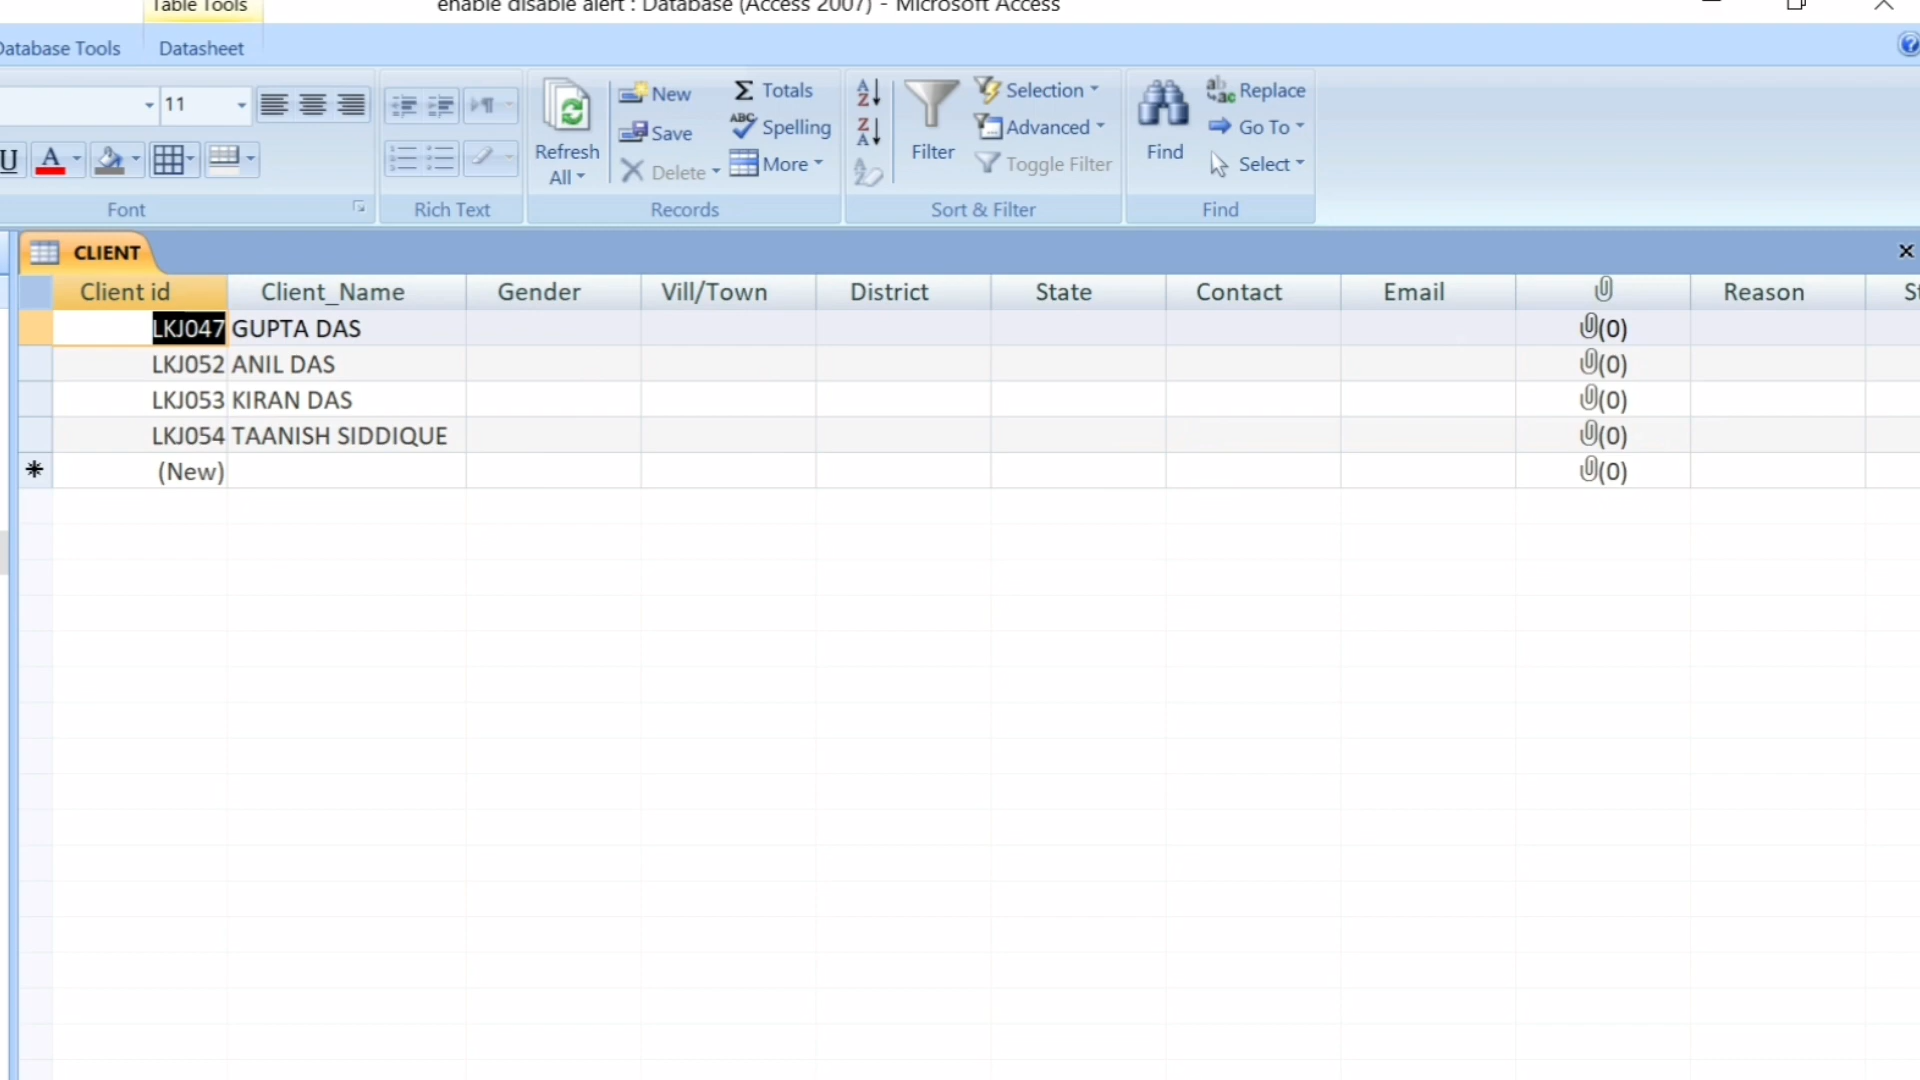 Table Tools
enable disable alert : Database (Access 2007) - Microsoft Access
Database Tools Datasheet
11
U A
Font
Rich Text
Refresh All
New Totals
Save Spelling
Delete More
Records
Filter
Selection
Advanced
Toggle Filter
Sort & Filter
Find
Replace
Go To
Select
Find
CLIENT
Client id Client_Name Gender Vill/Town District State Contact Email Reason
LKJ047 GUPTA DAS (0)
LKJ052 ANIL DAS (0)
LKJ053 KIRAN DAS (0)
LKJ054 TAANISH SIDDIQUE (0)
(New) (0)